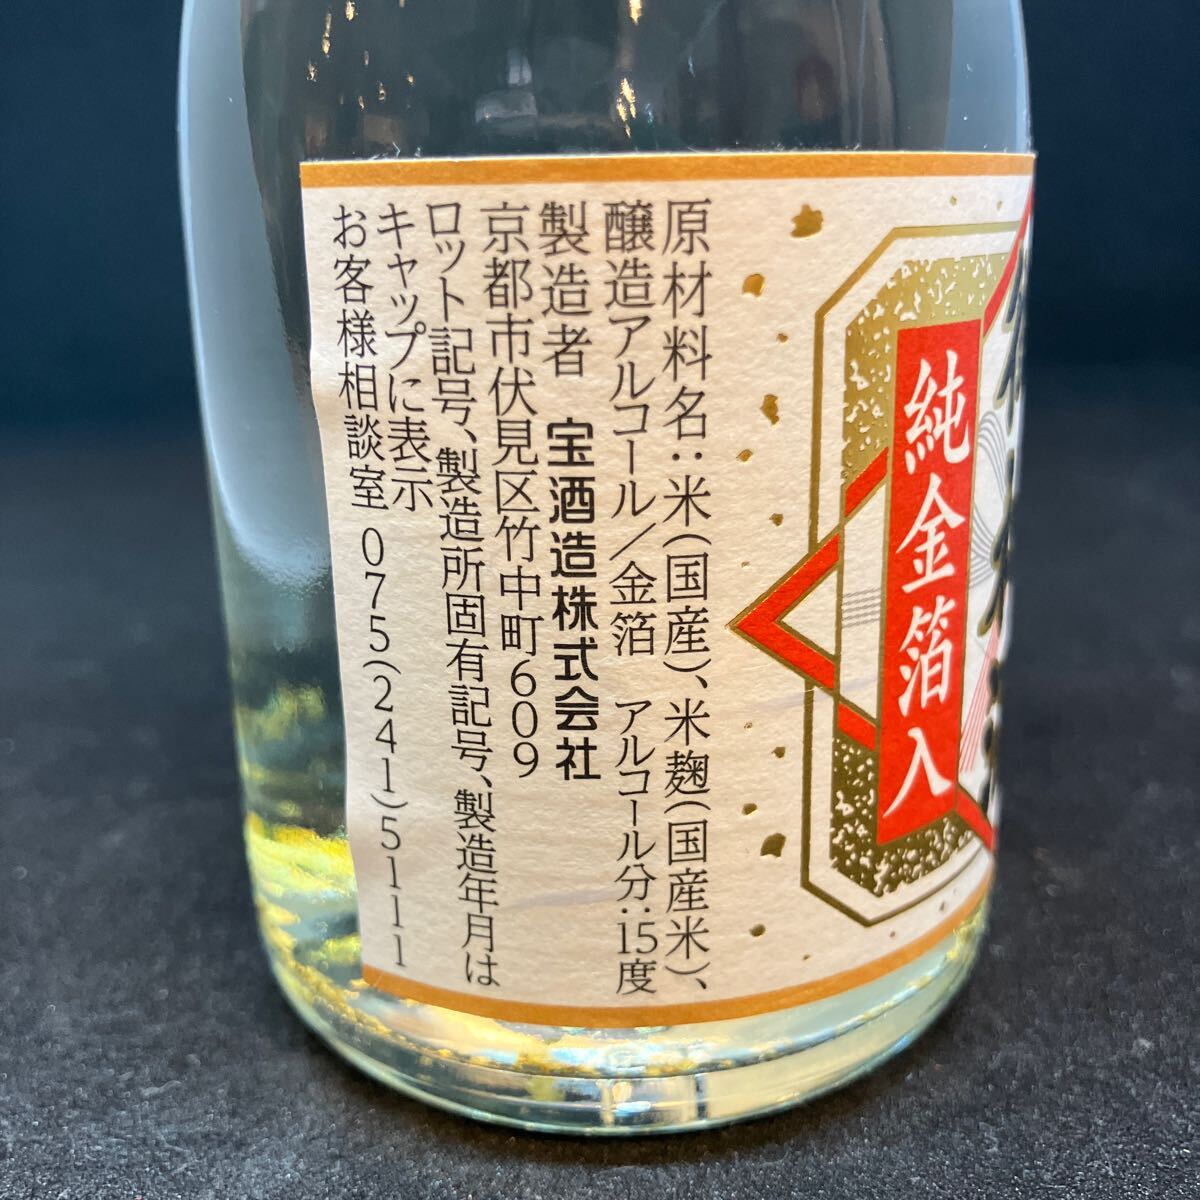 純金箔入
原材料名：米（国産）、米麹（国産米）、
醸造アルコール／金箔　アルコール分：15度
製造者　宝酒造株式会社
京都市伏見区竹中町609
ロット記号、製造所固有記号、製造年月は
キャップに表示
お客様相談室 075(241)5111